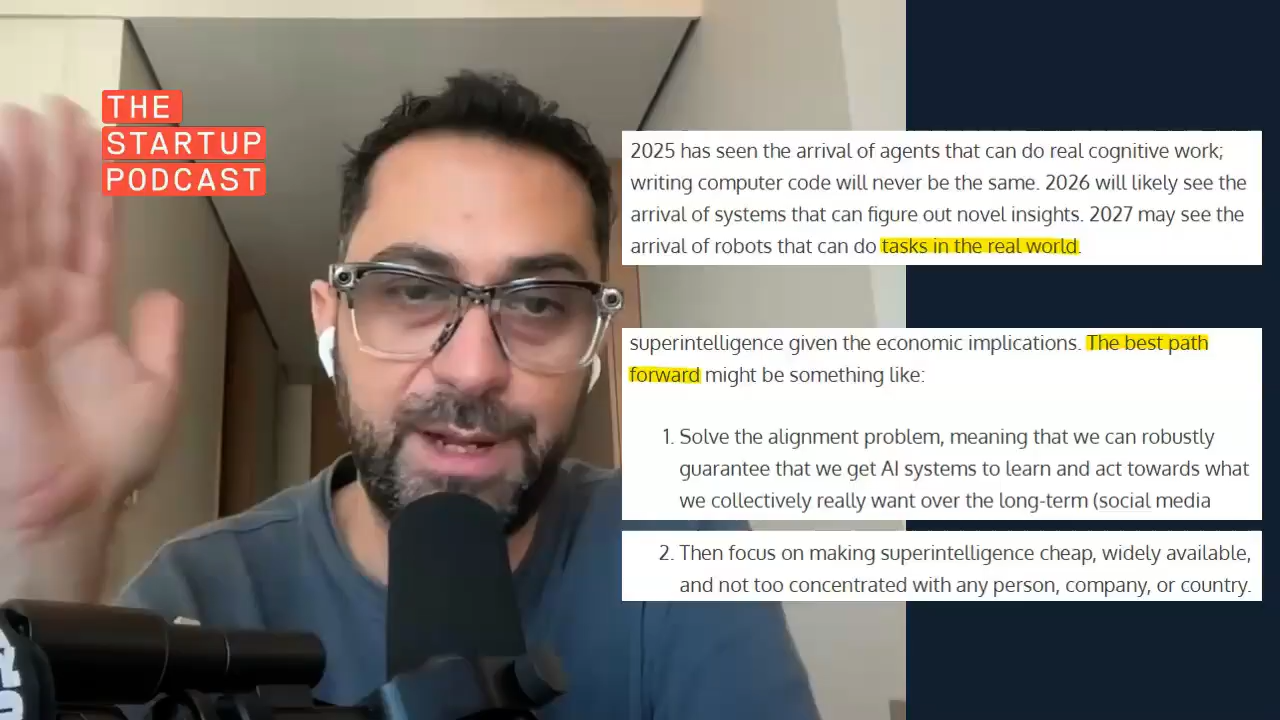 THE
STARTUP
PODCAST
2025 has seen the arrival of agents that can do real cognitive work;
writing computer code will never be the same. 2026 will likely see the
arrival of systems that can figure out novel insights. 2027 may see the
arrival of robots that can do tasks in the real world.
superintelligence given the economic implications. The best path
forward might be something like:
1. Solve the alignment problem, meaning that we can robustly
guarantee that we get AI systems to learn and act towards what
we collectively really want over the long-term (social media
2. Then focus on making superintelligence cheap, widely available,
and not too concentrated with any person, company, or country.